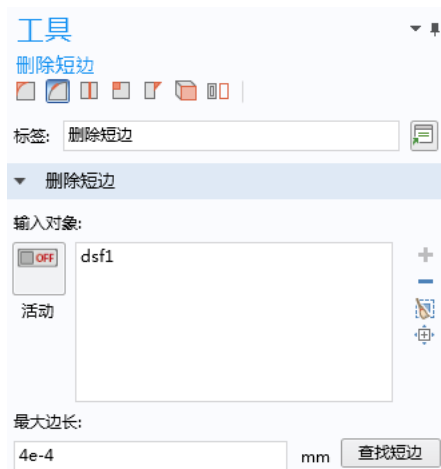 工具
删除短边
标签: 删除短边
删除短边
输入对象:
OFF dsf1
活动
最大边长:
4e-4 mm 查找短边